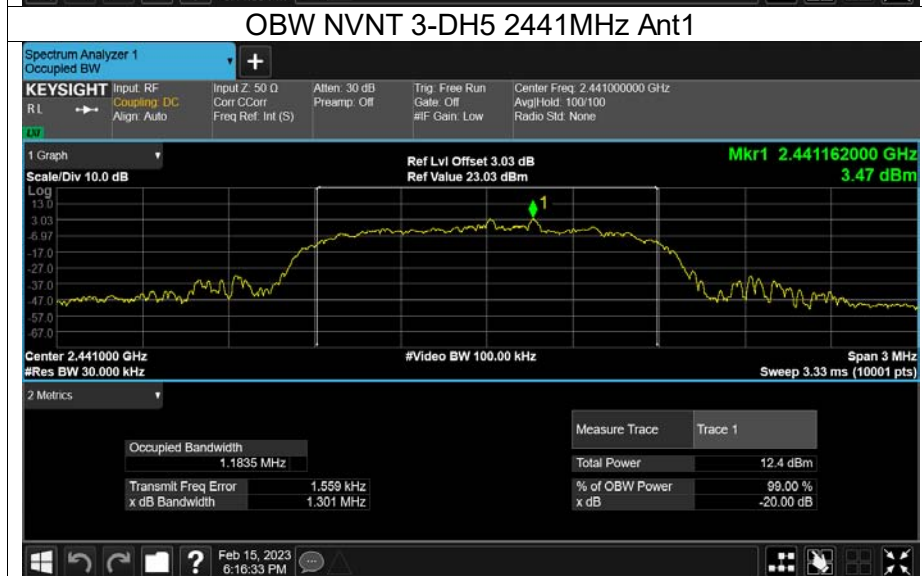 OBW NVNT 3-DH5 2441MHz Ant1
Spectrum Analyzer 1
Occupied BW
+
KEYSIGHT
R L
LXI
Input: RF
Coupling: DC
Align: Auto
Input Z: 50 Ω
Corr CCorr
Freq Ref: Int (S)
Atten: 30 dB
Preamp: Off
Trig: Free Run
Gate: Off
#IF Gain: Low
Center Freq: 2.441000000 GHz
Avg|Hold: 100/100
Radio Std: None
1 Graph
Scale/Div 10.0 dB
Ref Lvl Offset 3.03 dB
Ref Value 23.03 dBm
Mkr1 2.441162000 GHz
3.47 dBm
Log
13.0
3.03
-6.97
-17.0
-27.0
-37.0
-47.0
-57.0
-67.0
1
Center 2.441000 GHz
#Res BW 30.000 kHz
#Video BW 100.00 kHz
Span 3 MHz
Sweep 3.33 ms (10001 pts)
2 Metrics
Measure Trace Trace 1
Occupied Bandwidth
1.1835 MHz
Total Power 12.4 dBm
Transmit Freq Error 1.559 kHz
% of OBW Power 99.00 %
x dB Bandwidth 1.301 MHz
x dB -20.00 dB
?
Feb 15, 2023
6:16:33 PM